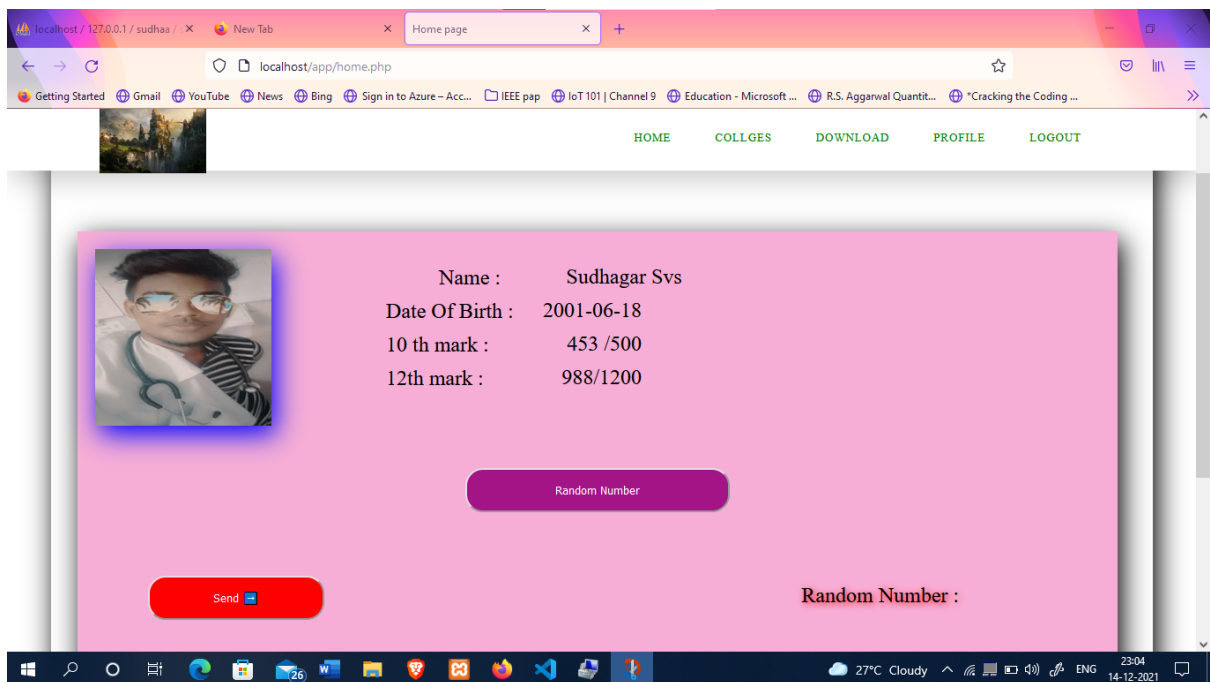 localhost / 127.0.0.1 / sudhaa /
New Tab
Home page
localhost/app/home.php
Getting Started Gmail YouTube News Bing Sign in to Azure – Acc... IEEE pap IoT 101 | Channel 9 Education - Microsoft ... R.S. Aggarwal Quantit... *Cracking the Coding ...
HOME COLLGES DOWNLOAD PROFILE LOGOUT
Name : Sudhagar Svs
Date Of Birth : 2001-06-18
10 th mark : 453 /500
12th mark : 988/1200
Random Number
Send
Random Number :
26
27°C Cloudy
ENG
23:04
14-12-2021